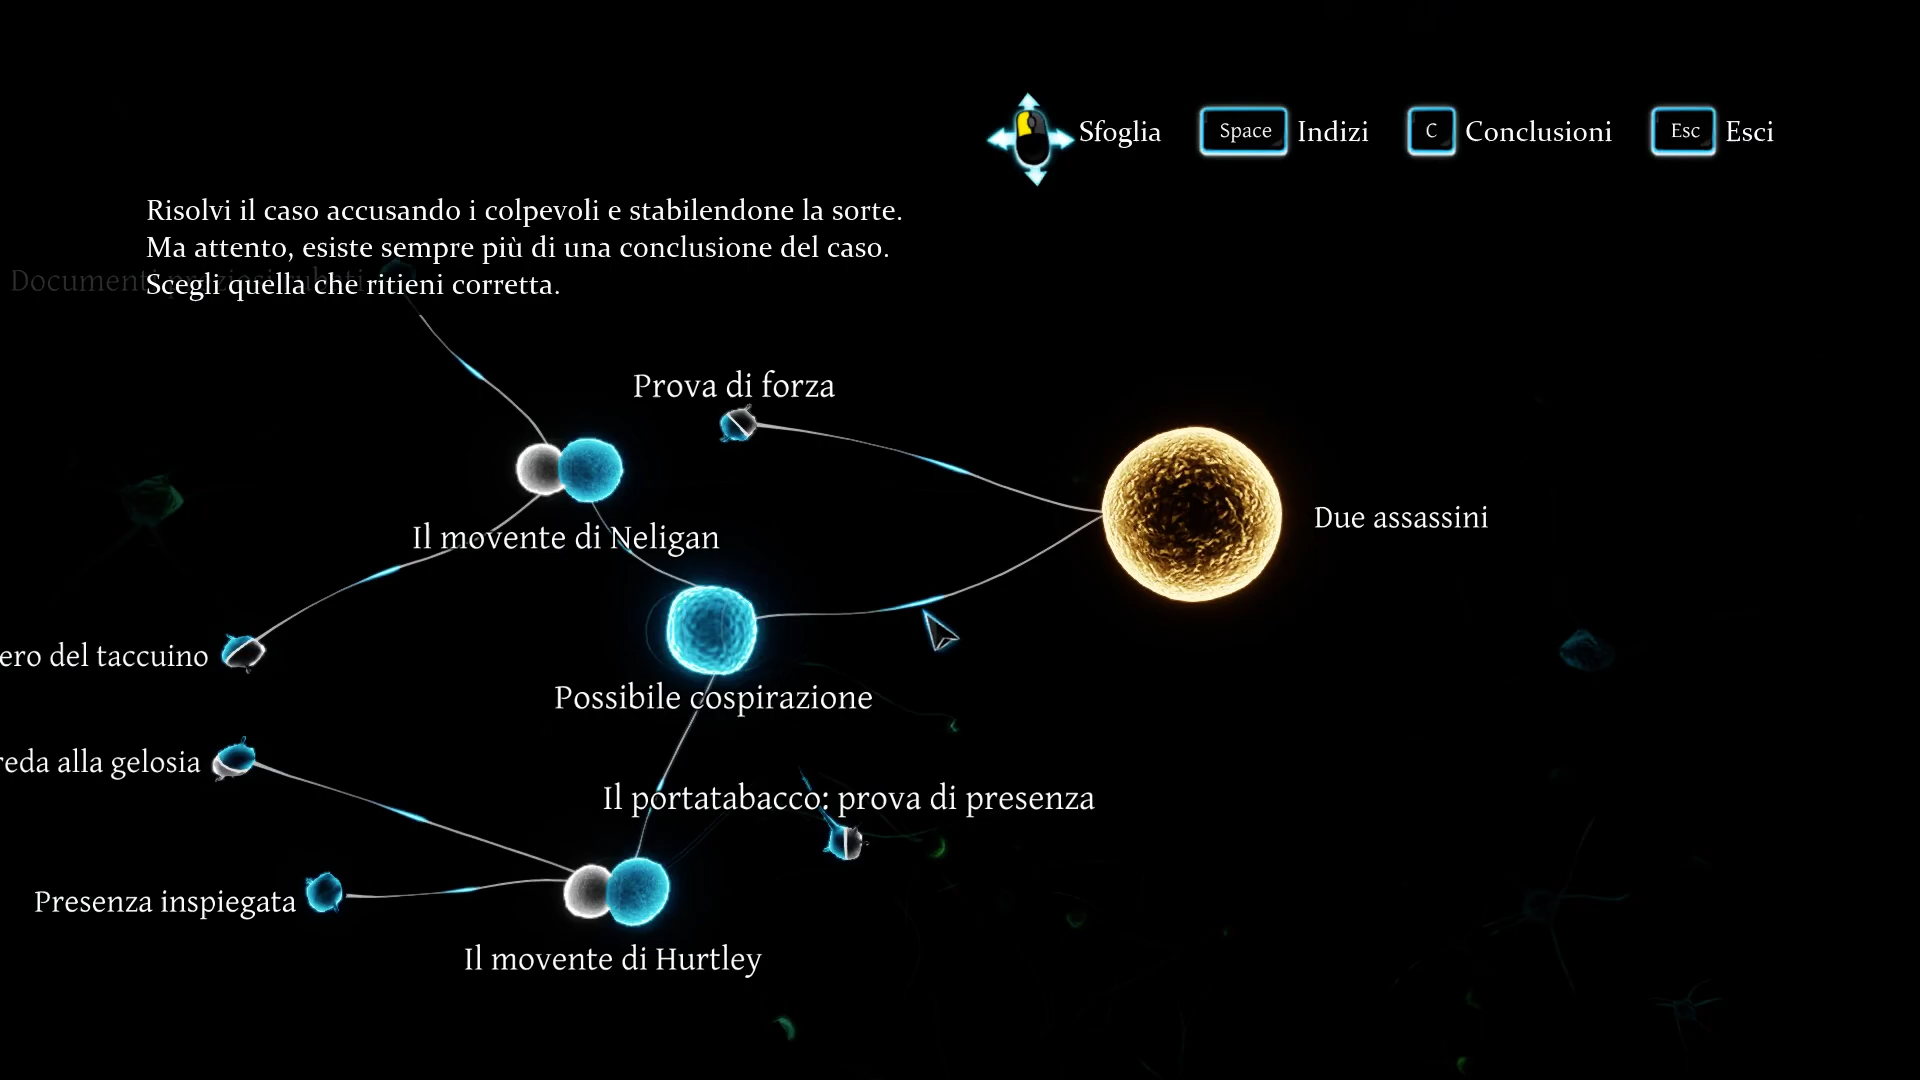 Sfoglia
Space
Indizi
C
Conclusioni
Esc
Esci
Risolvi il caso accusando i colpevoli e stabilendone la sorte.
Ma attento, esiste sempre più di una conclusione del caso.
Scegli quella che ritieni corretta.
Prova di forza
Due assassini
Il movente di Neligan
ero del taccuino
Possibile cospirazione
reda alla gelosia
Il portatabacco: prova di presenza
Presenza inspiegata
Il movente di Hurtley